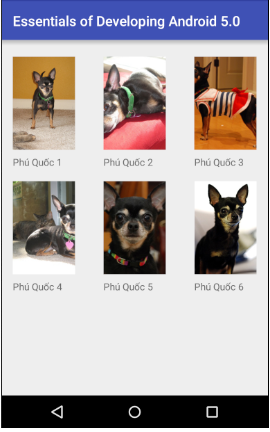 Essentials of Developing Android 5.0
Phú Quốc 1
Phú Quốc 2
Phú Quốc 3
Phú Quốc 4
Phú Quốc 5
Phú Quốc 6